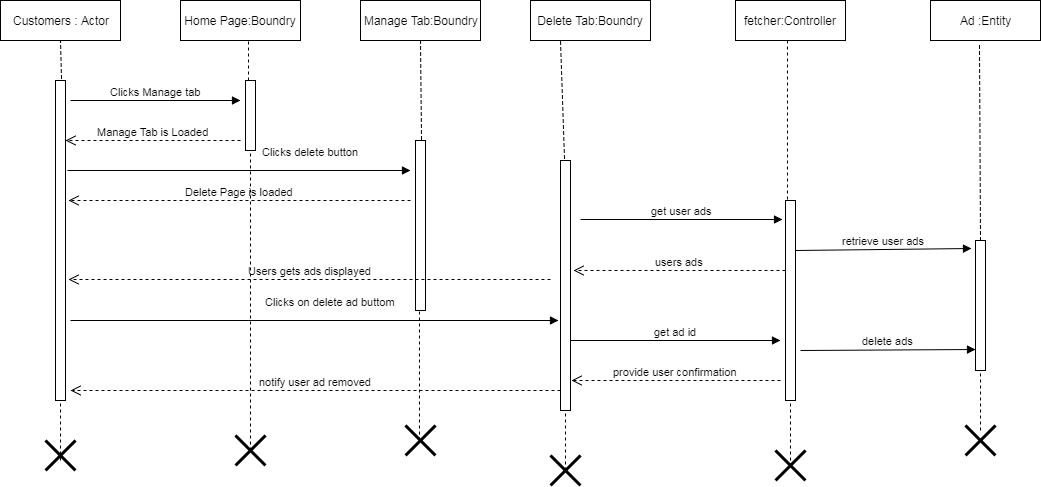 Customers : Actor
Home Page:Boundry
Manage Tab:Boundry
Delete Tab:Boundry
fetcher:Controller
Ad :Entity
Clicks Manage tab
Manage Tab is Loaded
Clicks delete button
Delete Page is loaded
get user ads
retrieve user ads
users ads
Users gets ads displayed
Clicks on delete ad buttom
get ad id
delete ads
provide user confirmation
notify user ad removed